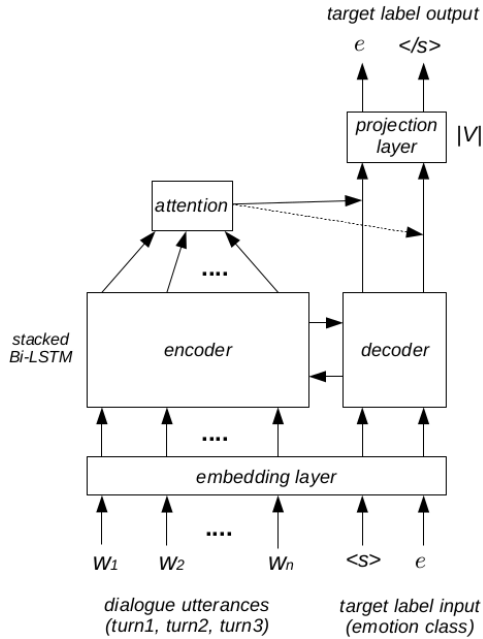 target label output
e </s>
projection
layer
|V|
attention
....
stacked
Bi-LSTM
encoder
decoder
....
embedding layer
....
w1 w2 wn <s> e
dialogue utterances
(turn1, turn2, turn3)
target label input
(emotion class)